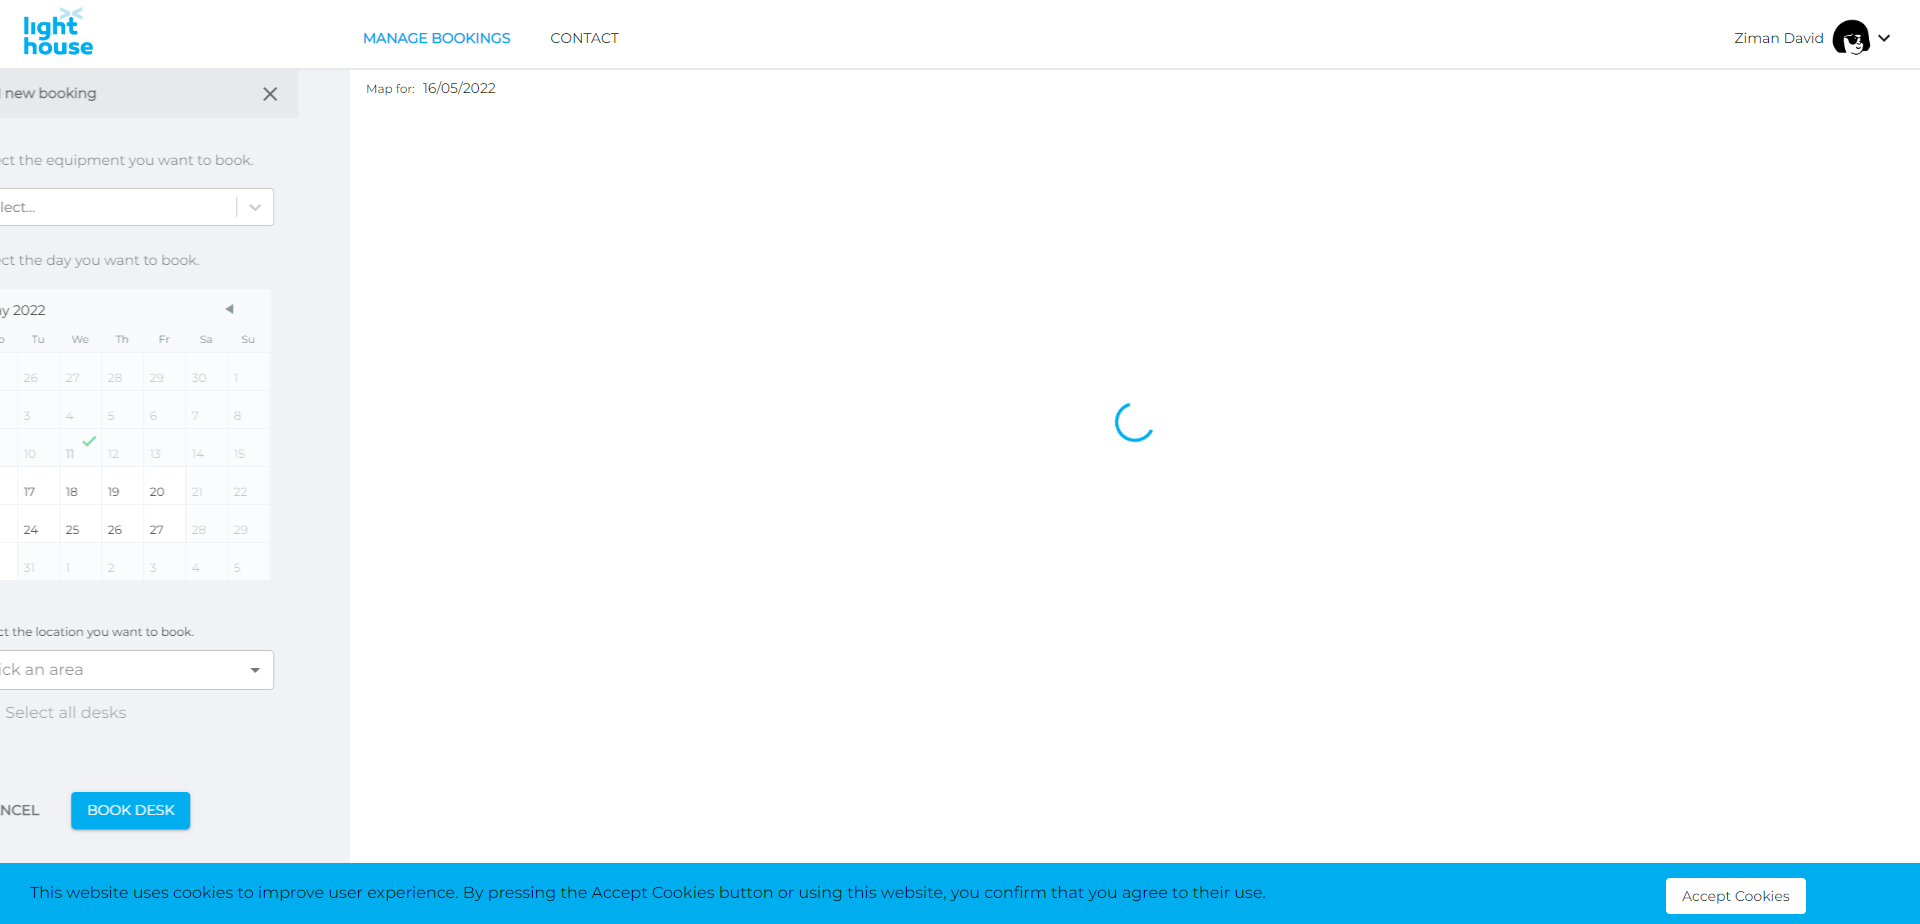 light
house
MANAGE BOOKINGS
CONTACT
Ziman David
new booking
Map for: 16/05/2022
ct the equipment you want to book.
lect...
ct the day you want to book.
y 2022
Tu We Th Fr Sa Su
26 27 28 29 30 1
3 4 5 6 7 8
10 11 12 13 14 15
17 18 19 20 21 22
24 25 26 27 28 29
31 1 2 3 4 5
ct the location you want to book.
ick an area
Select all desks
NCEL
BOOK DESK
This website uses cookies to improve user experience. By pressing the Accept Cookies button or using this website, you confirm that you agree to their use.
Accept Cookies